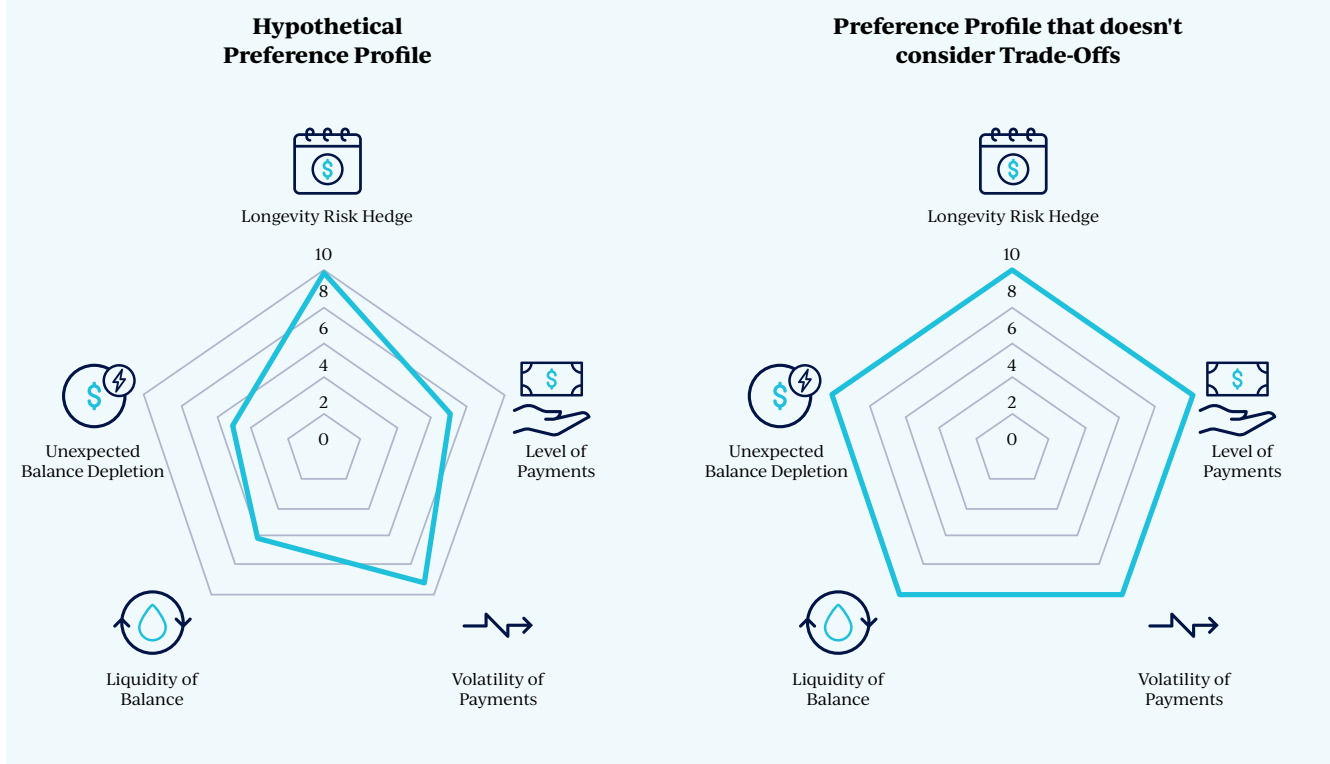 Hypothetical
Preference Profile
Longevity Risk Hedge
10
8
6
4
2
0
Unexpected
Balance Depletion
Level of
Payments
Liquidity of
Balance
Volatility of
Payments
Preference Profile that doesn't
consider Trade-Offs
Longevity Risk Hedge
10
8
6
4
2
0
Unexpected
Balance Depletion
Level of
Payments
Liquidity of
Balance
Volatility of
Payments